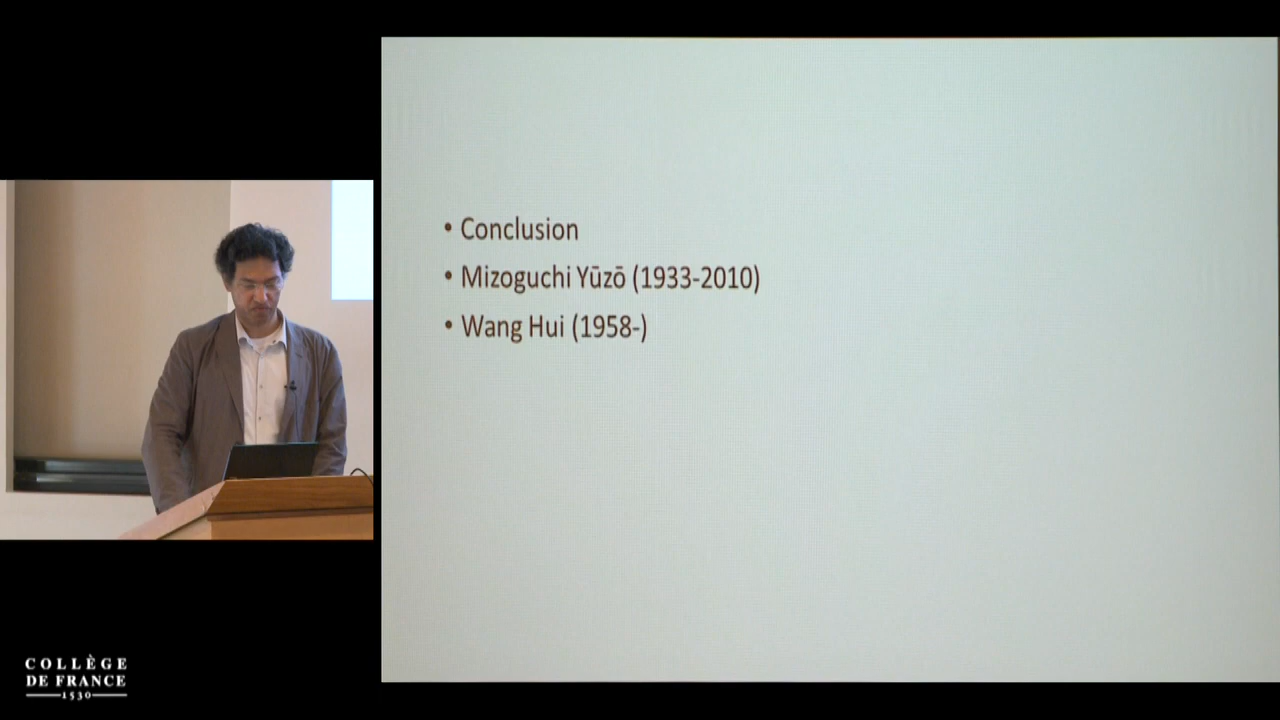 • Conclusion
• Mizoguchi Yūzō (1933-2010)
• Wang Hui (1958-)
COLLÈGE
DE FRANCE
1530